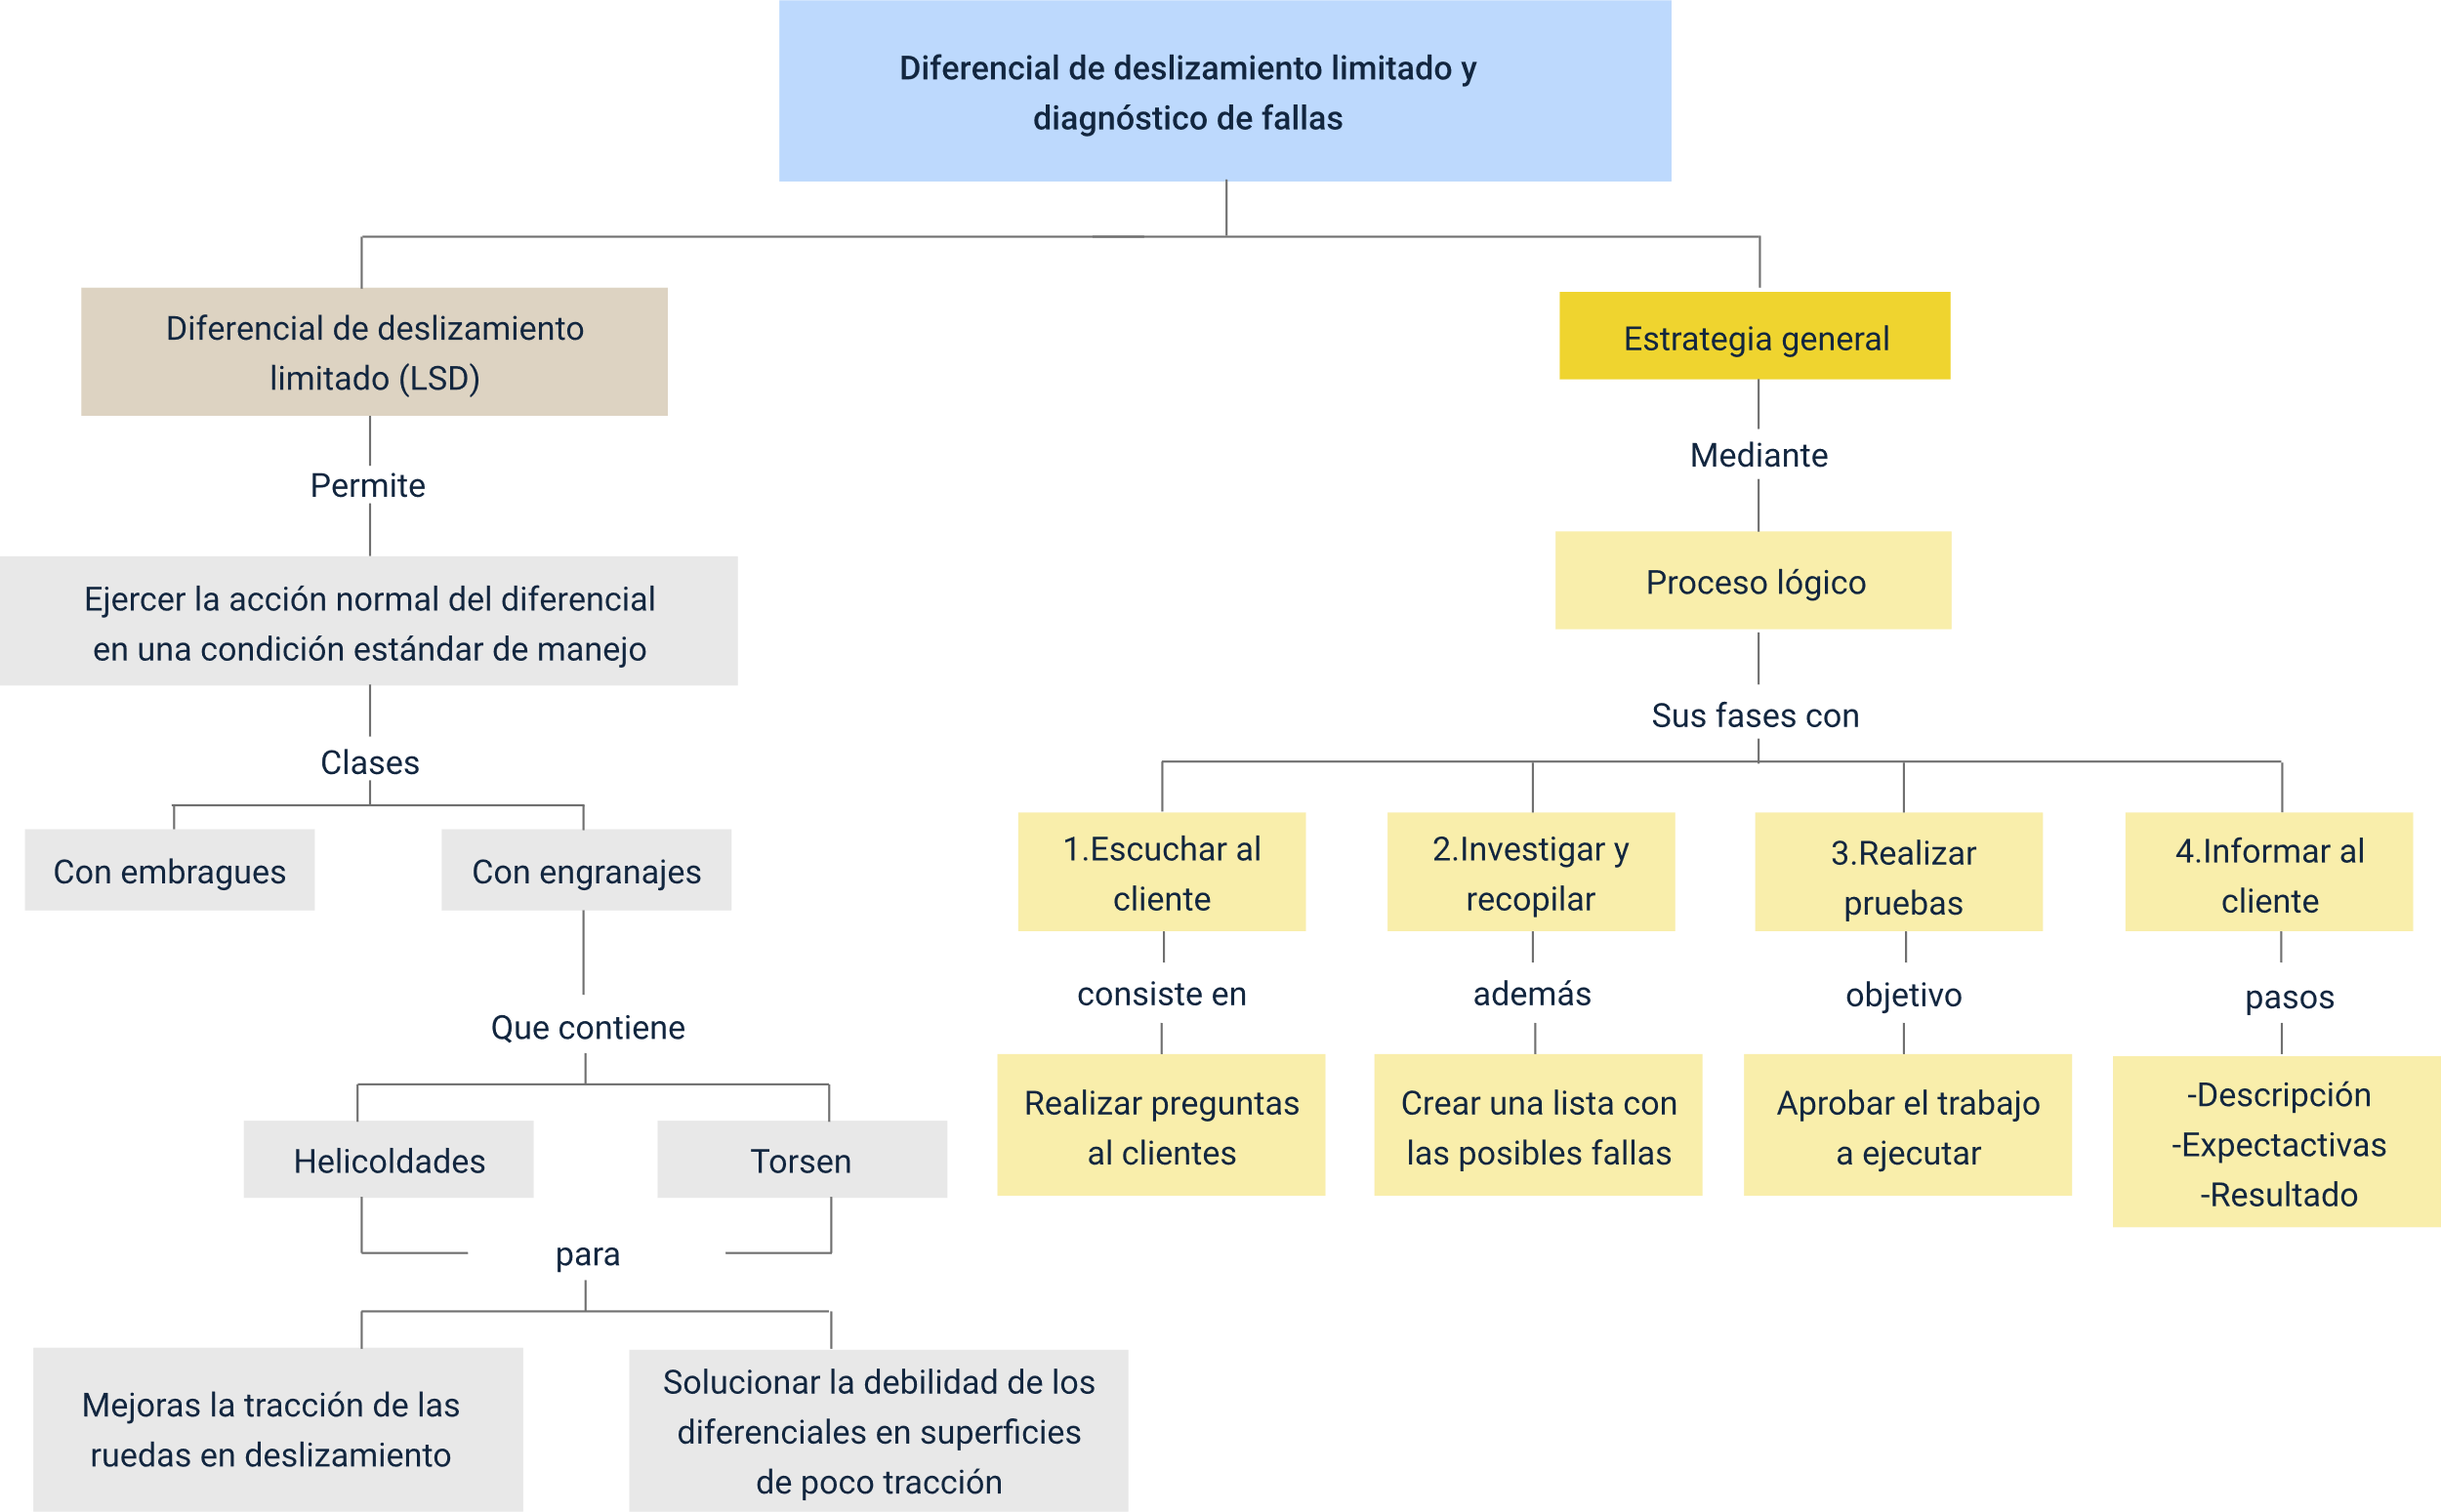 Diferencial de deslizamiento limitado y
diagnóstico de fallas
Diferencial de deslizamiento
limitado (LSD)
Permite
Ejercer la acción normal del diferencial
en una condición estándar de manejo
Clases
Con embragues
Con engranajes
Que contiene
Helicoldades
Torsen
para
Mejoras la tracción de las
ruedas en deslizamiento
Solucionar la debilidad de los
diferenciales en superficies
de poco tracción
Estrategia general
Mediante
Proceso lógico
Sus fases con
1.Escuchar al
cliente
consiste en
Realizar preguntas
al clientes
2.Investigar y
recopilar
además
Crear una lista con
las posibles fallas
3.Realizar
pruebas
objetivo
Aprobar el trabajo
a ejecutar
4.Informar al
cliente
pasos
-Descripción
-Expectactivas
-Resultado